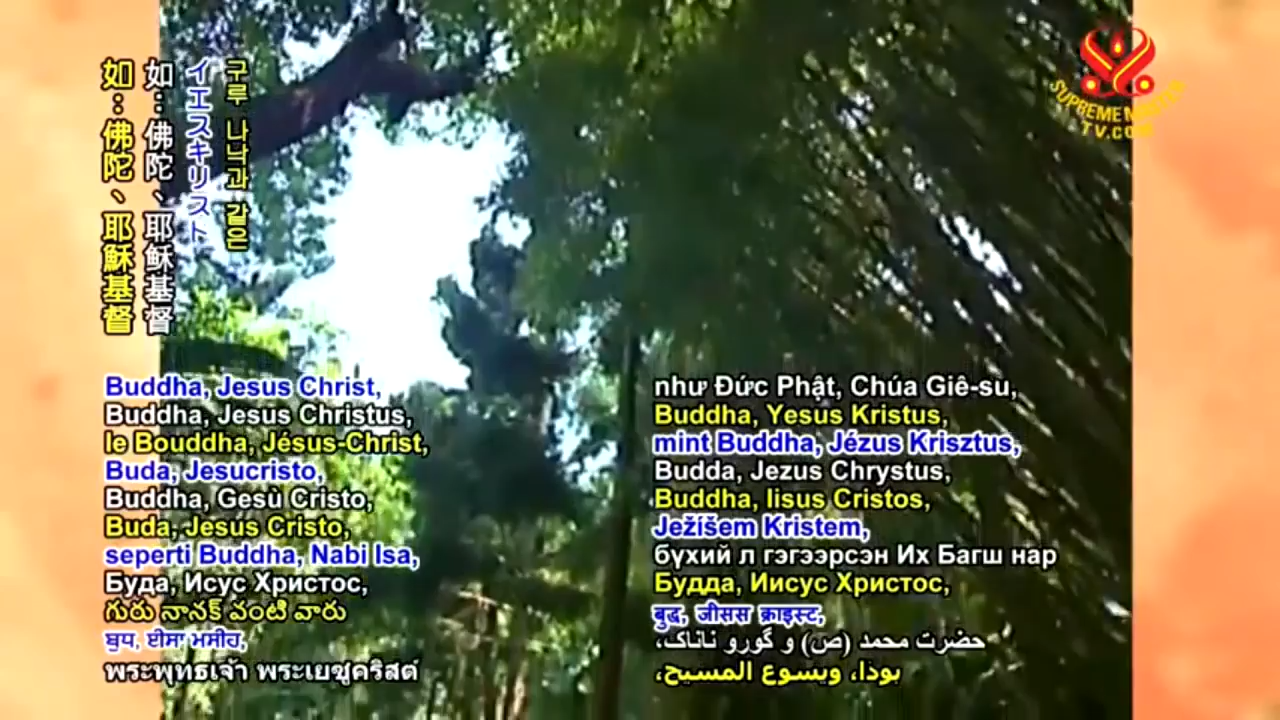 如…佛陀、耶穌基督
如…佛陀、耶稣基督
イエスキリスト
구루 나나과 같은
SUPREME MASTER
TV.COM
Buddha, Jesus Christ,
Buddha, Jesus Christus,
le Bouddha, Jésus-Christ,
Buda, Jesucristo,
Buddha, Gesù Cristo,
Buda, Jesus Cristo,
seperti Buddha, Nabi Isa,
Буда, Исус Христос,
గురు నానక్ వంటి వారు
ਬੁਧ, ਈਸਾ ਮਸੀਹ,
พระพุทธเจ้า พระเยซูคริสต์
như Đức Phật, Chúa Giê-su,
Buddha, Yesus Kristus,
mint Buddha, Jézus Krisztus,
Budda, Jezus Chrystus,
Buddha, Iisus Cristos,
Ježíšem Kristem,
бүхий л гэгээрсэн Их Багш нар
Будда, Иисус Христос,
बुद्ध, जीसस क्राइस्ट,
حضرت محمد (ص) و گورو ناناک،
بوذا، ويسوع المسيح،